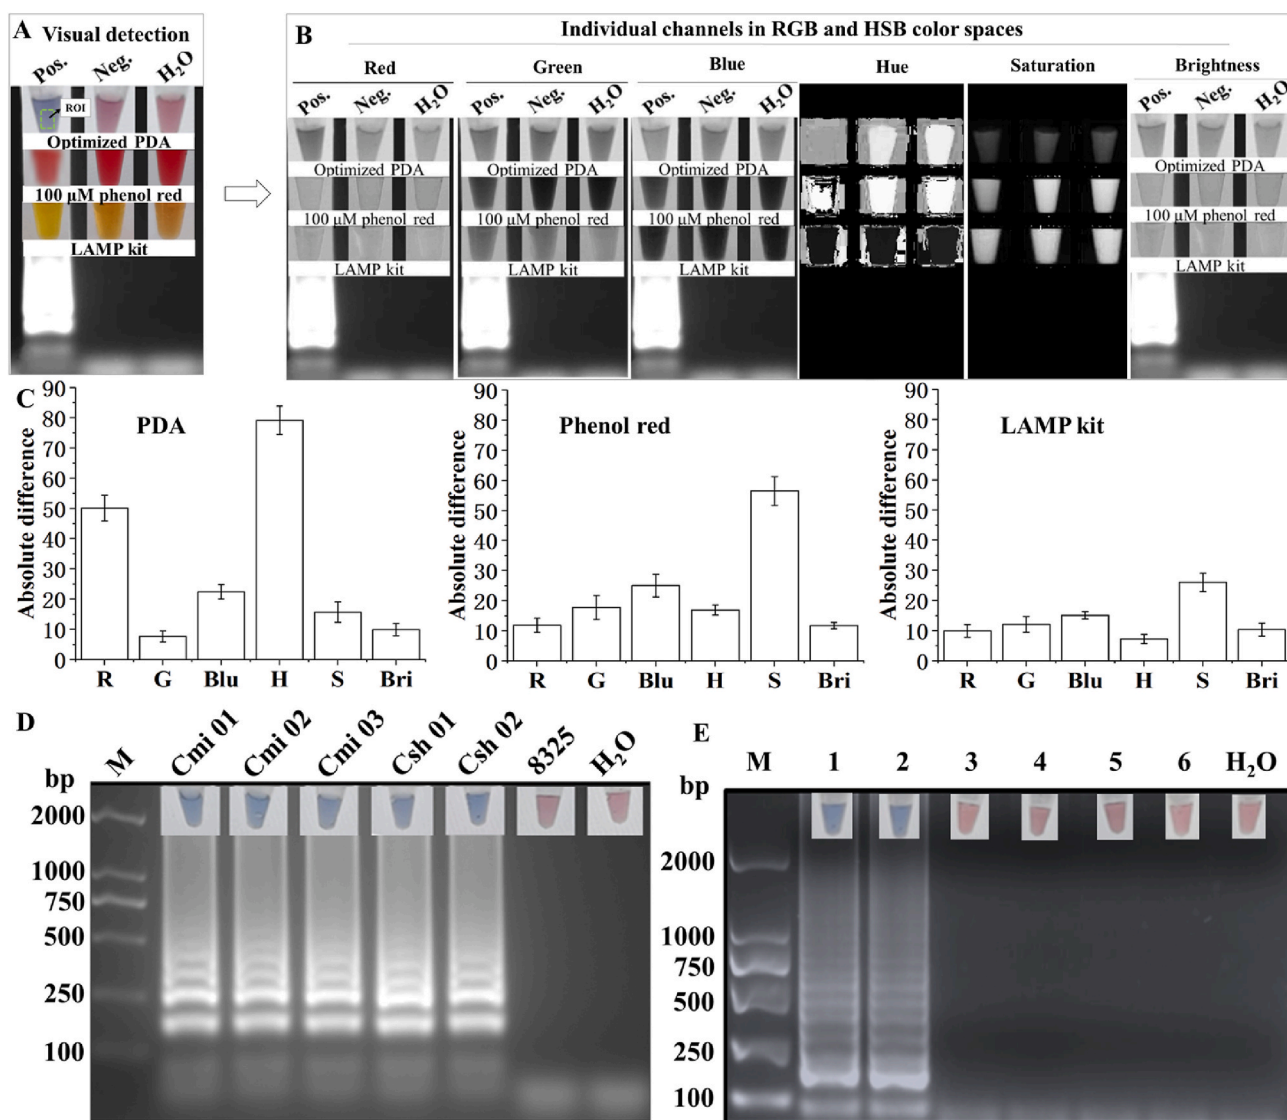 A
Visual detection
Pos. Neg. H2O
ROI
Optimized PDA
100 µM phenol red
LAMP kit
B
Individual channels in RGB and HSB color spaces
Red Green Blue Hue Saturation Brightness
Pos. Neg. H2O Pos. Neg. H2O Pos. Neg. H2O Pos. Neg. H2O
Optimized PDA Optimized PDA Optimized PDA Optimized PDA
100 µM phenol red 100 µM phenol red 100 µM phenol red 100 µM phenol red
LAMP kit LAMP kit LAMP kit LAMP kit
C
PDA
Absolute difference
90
80
70
60
50
40
30
20
10
0
R G Blu H S Bri
Phenol red
Absolute difference
90
80
70
60
50
40
30
20
10
0
R G Blu H S Bri
LAMP kit
Absolute difference
90
80
70
60
50
40
30
20
10
0
R G Blu H S Bri
D
M Cmi 01 Cmi 02 Cmi 03 Csh 01 Csh 02 8325 H2O
bp
2000
1000
750
500
250
100
E
M 1 2 3 4 5 6 H2O
bp
2000
1000
750
500
250
100